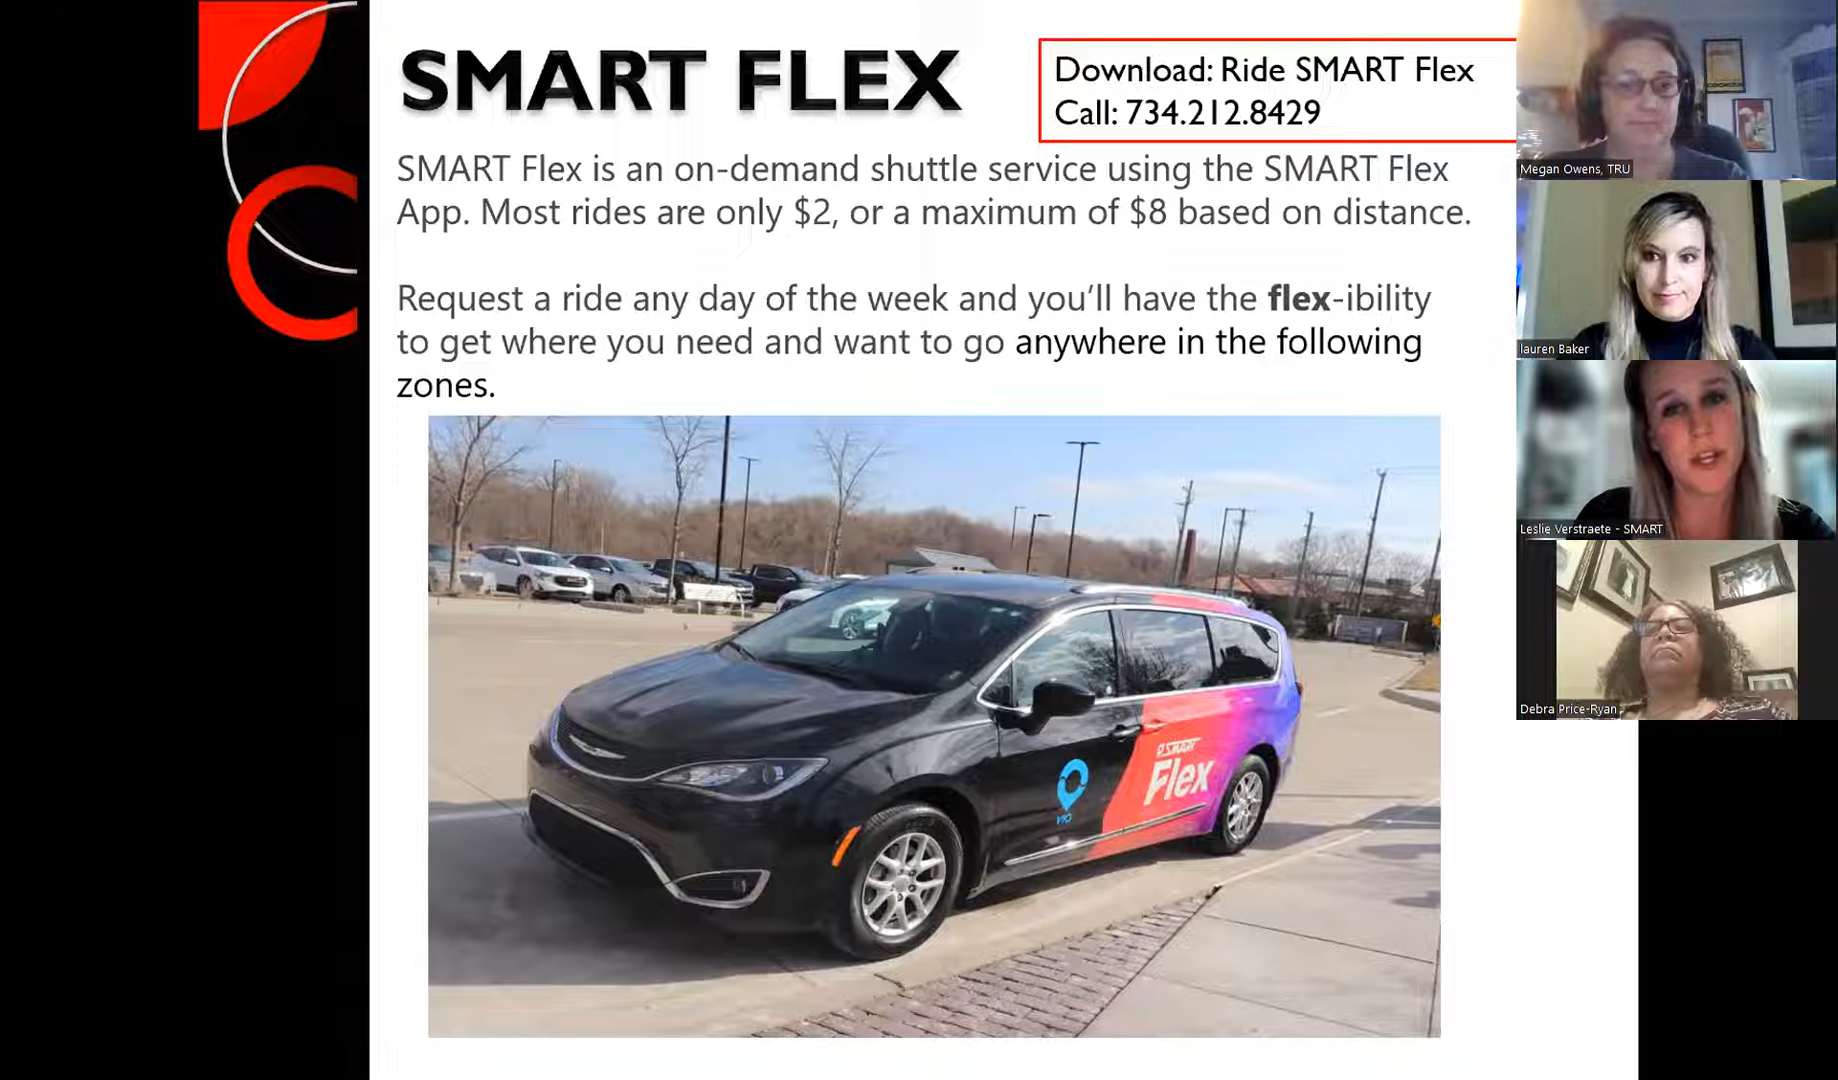 SMART FLEX
Download: Ride SMART Flex
Call: 734.212.8429
SMART Flex is an on-demand shuttle service using the SMART Flex
App. Most rides are only $2, or a maximum of $8 based on distance.
Request a ride any day of the week and you'll have the flex-ibility
to get where you need and want to go anywhere in the following
zones.
SMART
Flex
Megan Owens, TRU
lauren Baker
Leslie Verstraete - SMART
Debra Price-Ryan